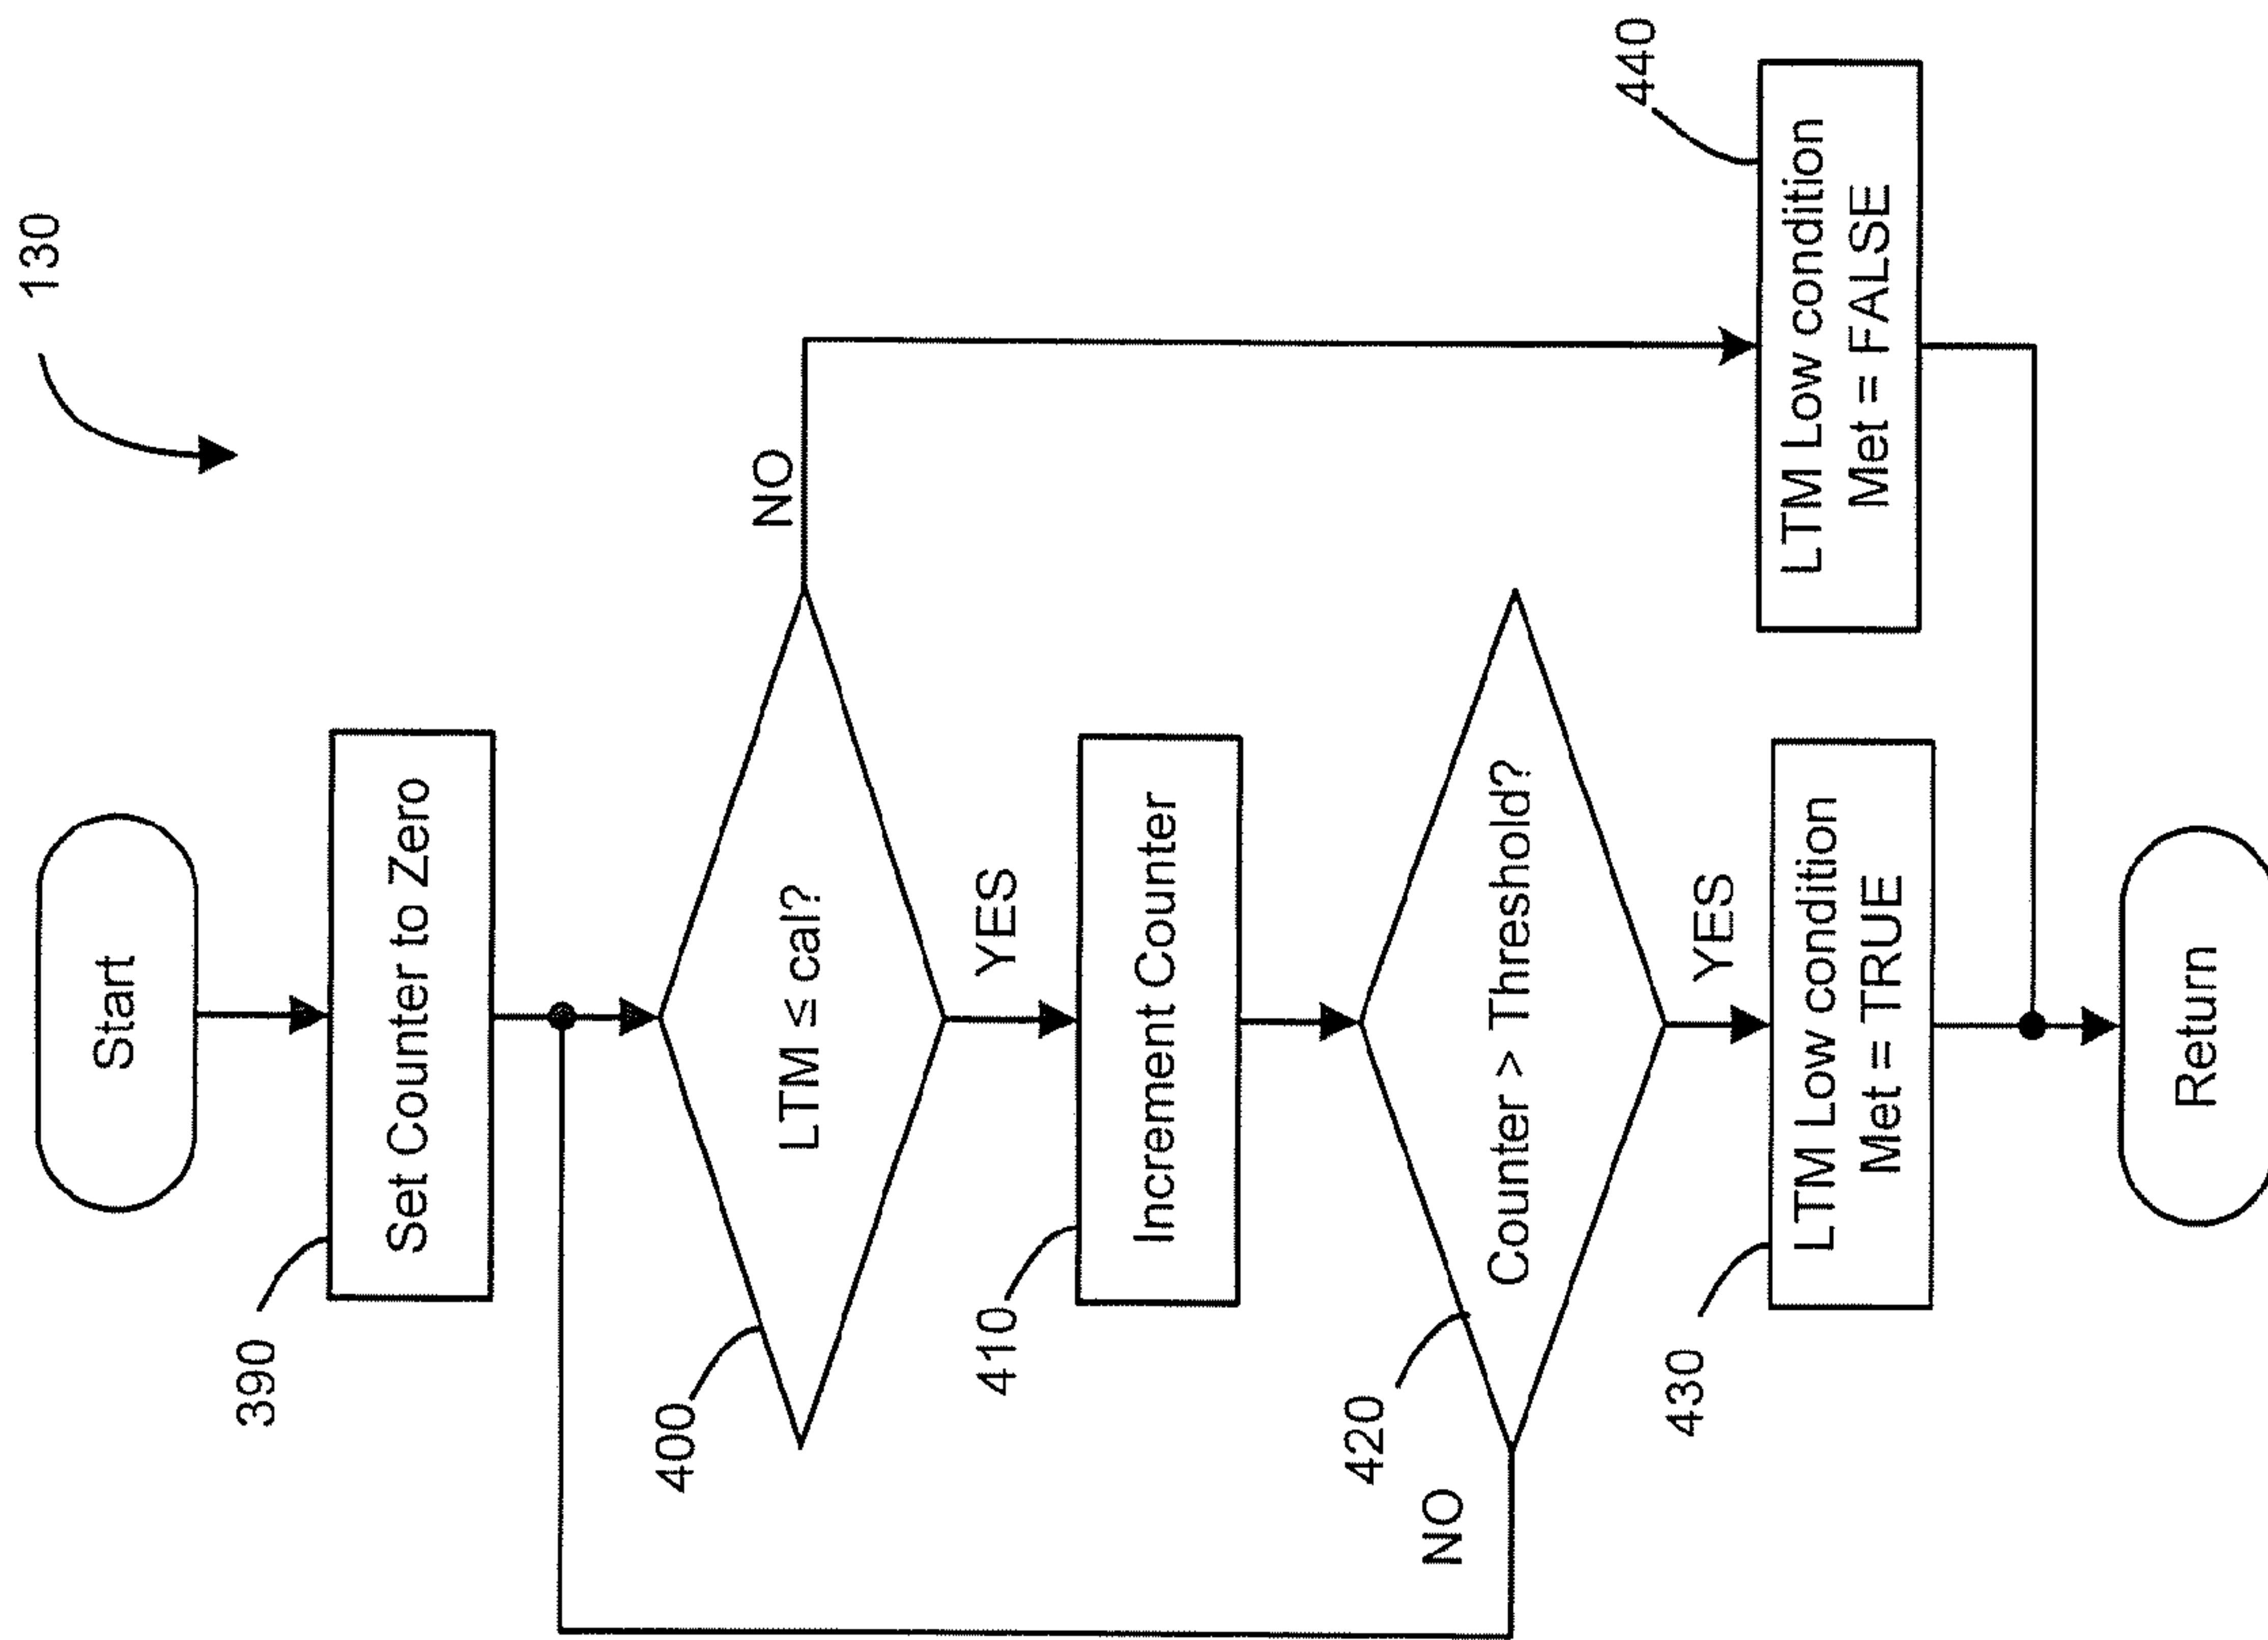 130
Start
390
Set Counter to Zero
400
LTM ≤ cal?
NO
YES
410
Increment Counter
420
Counter > Threshold?
NO
YES
430
LTM Low condition
Met = TRUE
440
LTM Low condition
Met = FALSE
Return